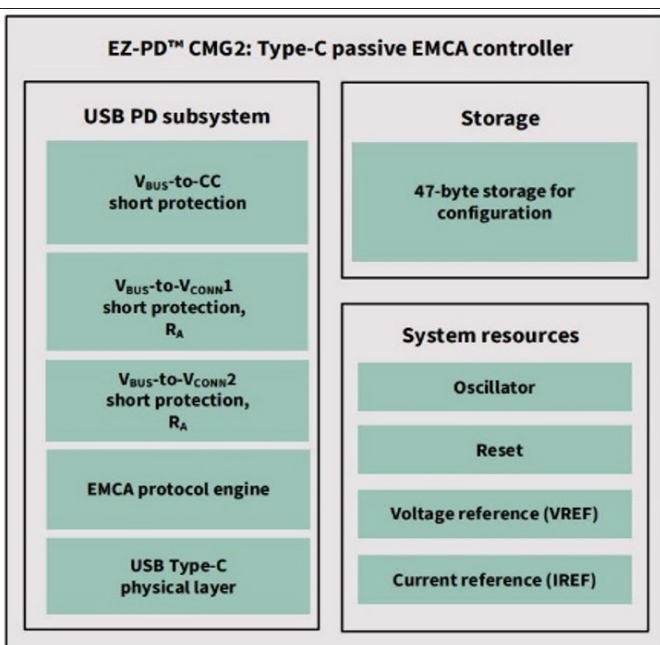 EZ-PD™ CMG2: Type-C passive EMCA controller
USB PD subsystem
VBUS-to-CC
short protection
VBUS-to-VCONN1
short protection,
RA
VBUS-to-VCONN2
short protection,
RA
EMCA protocol engine
USB Type-C
physical layer
Storage
47-byte storage for
configuration
System resources
Oscillator
Reset
Voltage reference (VREF)
Current reference (IREF)